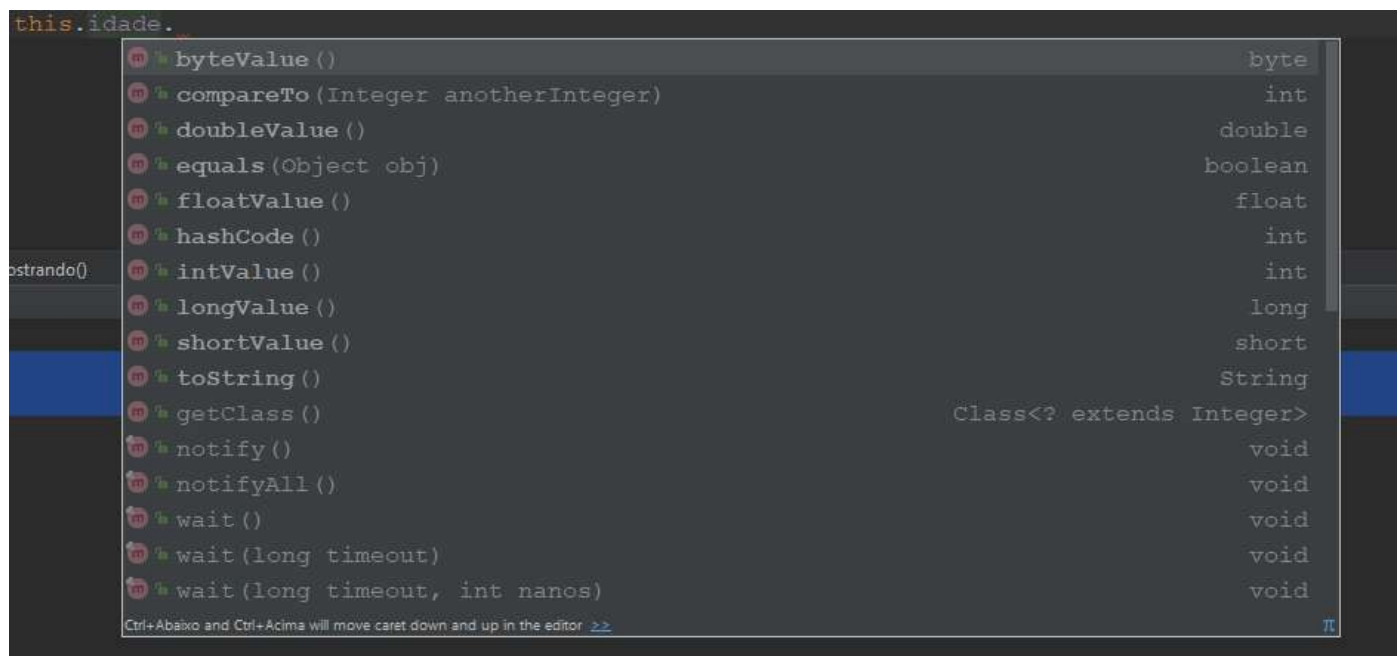 this.idade.
byteValue() byte
compareTo(Integer anotherInteger) int
doubleValue() double
equals(Object obj) boolean
floatValue() float
hashCode() int
ostrando() intValue() int
longValue() long
shortValue() short
toString() String
getClass() Class<? extends Integer>
notify() void
notifyAll() void
wait() void
wait(long timeout) void
wait(long timeout, int nanos) void
Ctrl+Abaixo and Ctrl+Acima will move caret down and up in the editor >> π